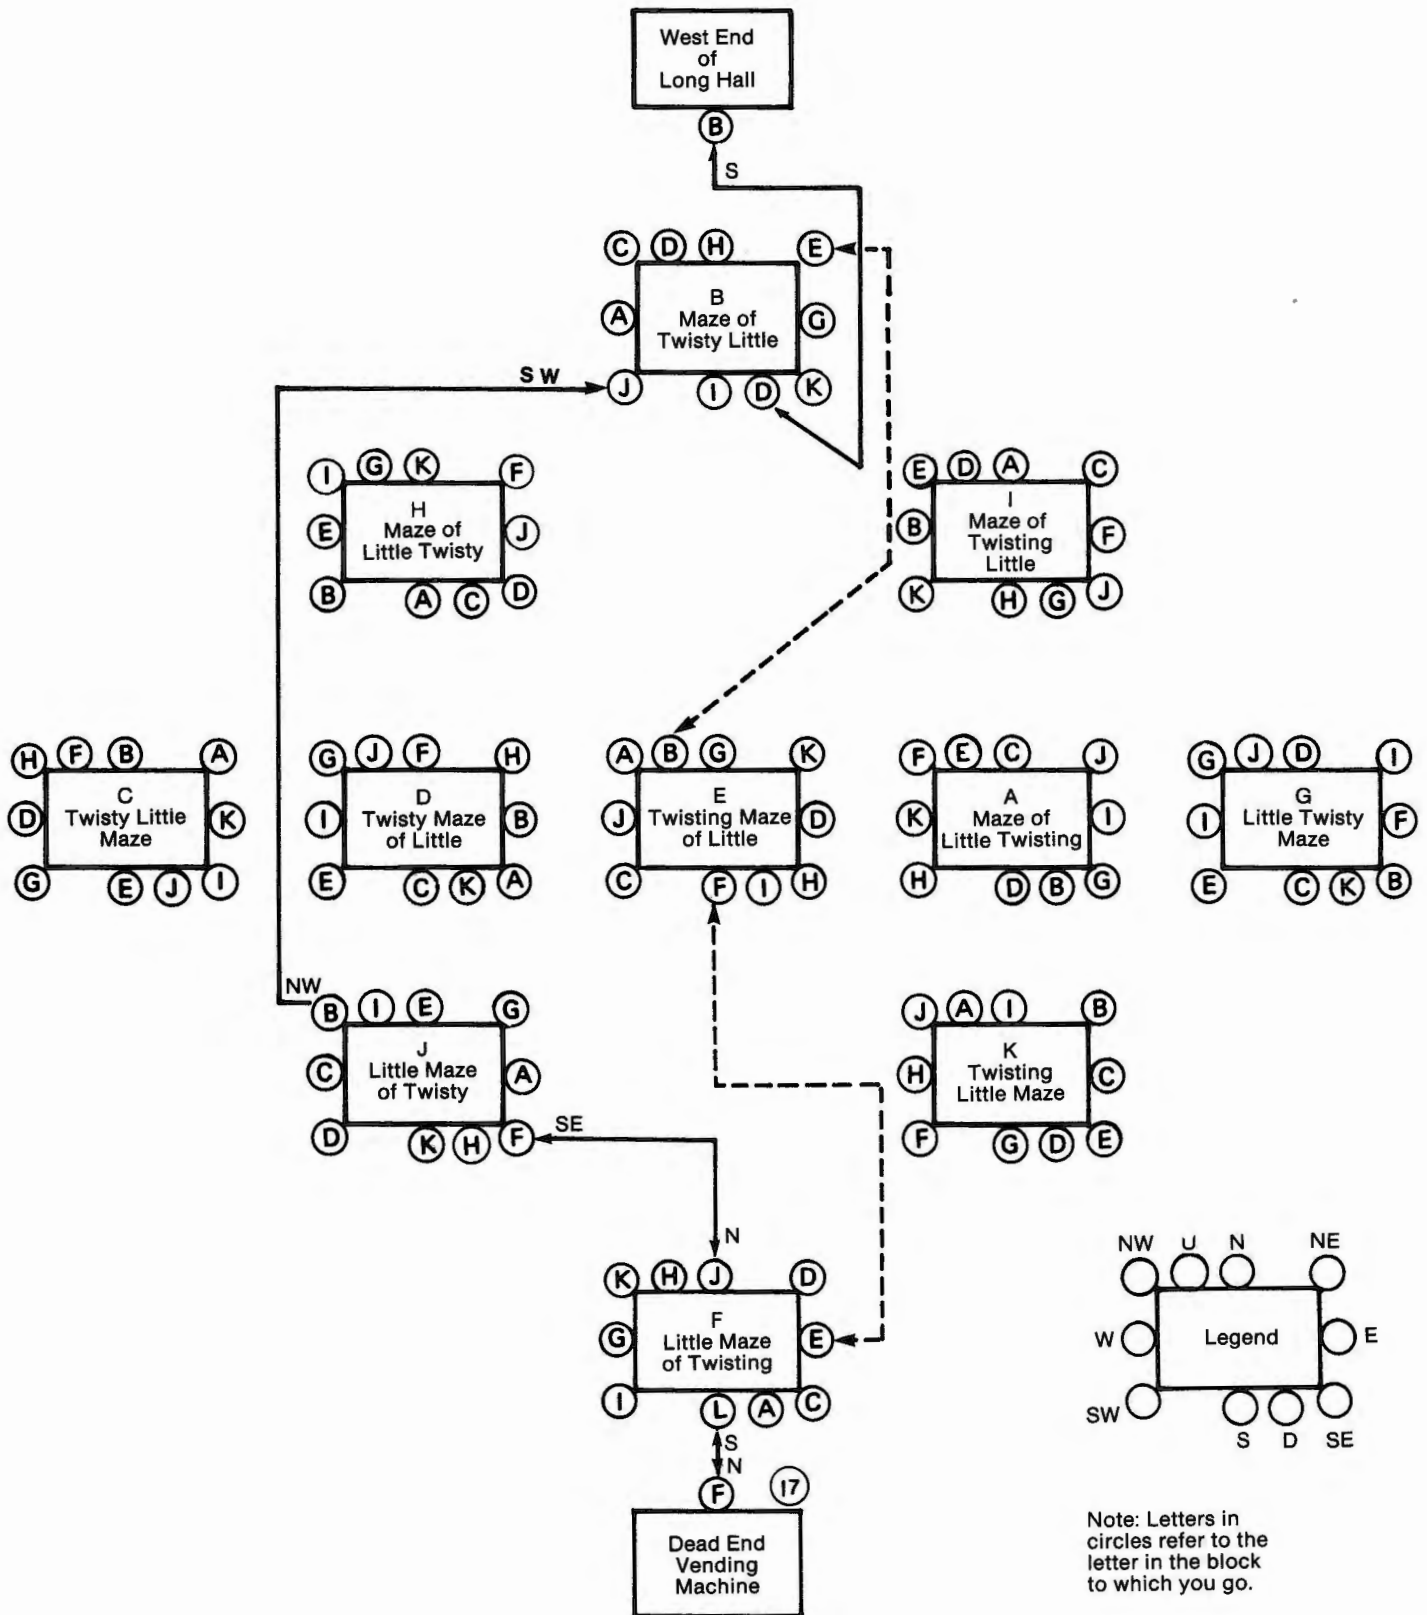 West End
of
Long Hall
B
S
C D H E
B
Maze of
Twisty Little
A G
SW
J I D K
I G K F
H
Maze of
Little Twisty
E J
B A C D
E D A C
I
Maze of
Twisting
Little
B F
K H G J
H F B A
C
Twisty Little
Maze
D K
G E J I
G J F H
D
Twisty Maze
of Little
I B
E C K A
A B G K
E
Twisting Maze
of Little
J D
C F I H
F E C J
A
Maze of
Little Twisting
K I
H D B G
G J D I
G
Little Twisty
Maze
I F
E C K B
NW
B I E G
J
Little Maze
of Twisty
C A
D K H F
SE
J A I B
K
Twisting
Little Maze
H C
F G D E
N
K H J D
F
Little Maze
of Twisting
G E
I L A C
S
N
F
17
Dead End
Vending
Machine
NW U N NE
W Legend E
SW S D SE
Note: Letters in
circles refer to the
letter in the block
to which you go.